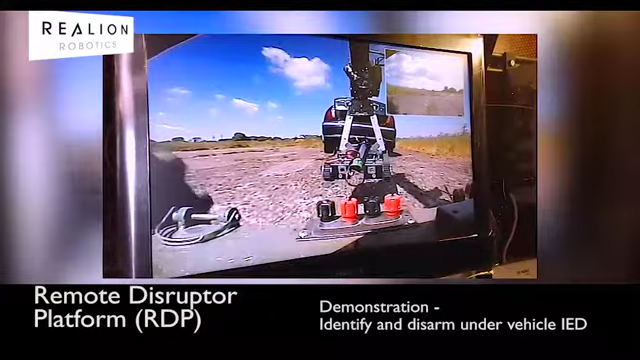 REALION
ROBOTICS
Remote Disruptor
Platform (RDP)
Demonstration -
Identify and disarm under vehicle IED